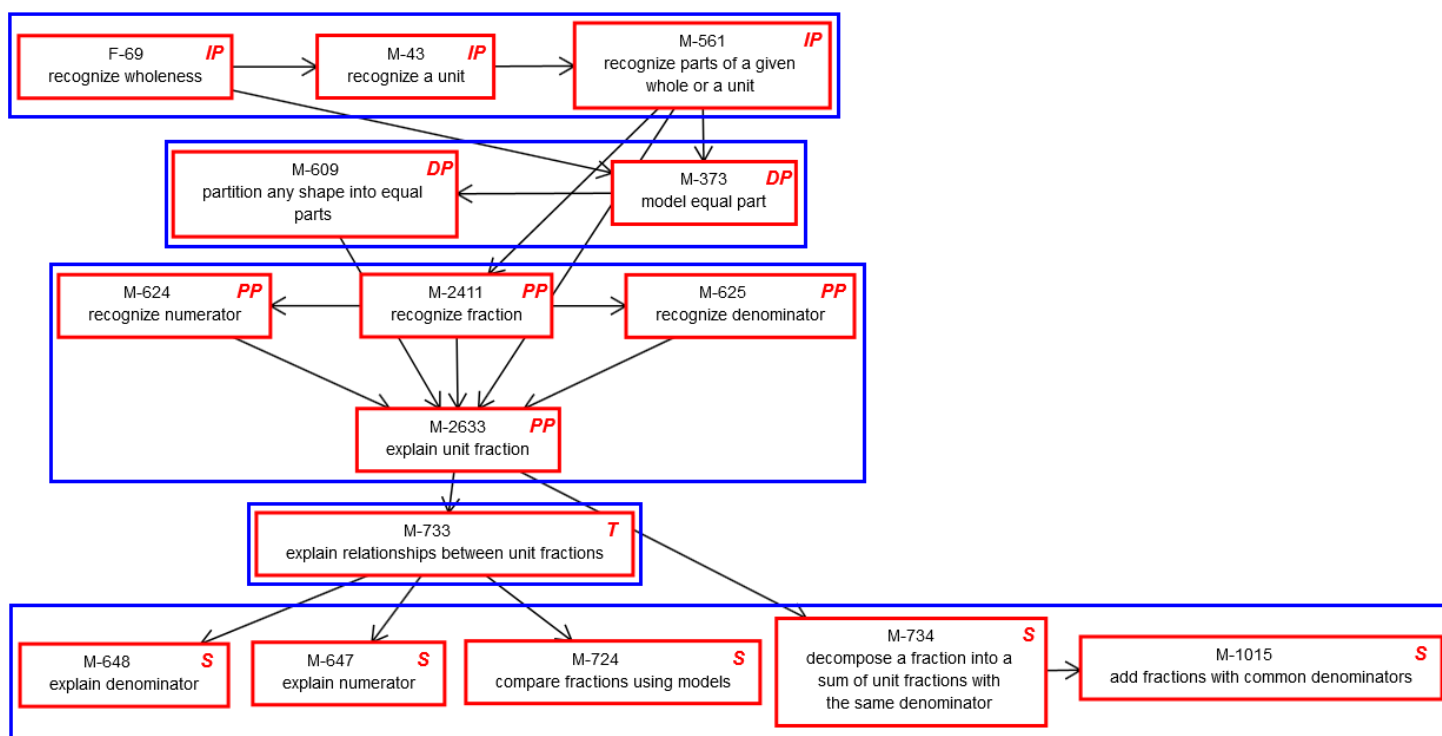 F-69 IP
recognize wholeness
M-43 IP
recognize a unit
M-561 IP
recognize parts of a given
whole or a unit
M-609 DP
partition any shape into equal
parts
M-373 DP
model equal part
M-624 PP
recognize numerator
M-2411 PP
recognize fraction
M-625 PP
recognize denominator
M-2633 PP
explain unit fraction
M-733 T
explain relationships between unit fractions
M-648 S
explain denominator
M-647 S
explain numerator
M-724 S
compare fractions using models
M-734 S
decompose a fraction into a
sum of unit fractions with
the same denominator
M-1015 S
add fractions with common denominators